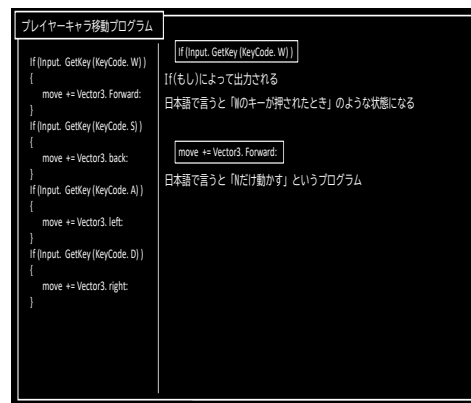 プレイヤーキャラ移動プログラム
If (Input. GetKey (KeyCode. W) )
{
move += Vector3. Forward:
}
If (Input. GetKey (KeyCode. S) )
{
move += Vector3. back:
}
If (Input. GetKey (KeyCode. A) )
{
move += Vector3. left:
}
If (Input. GetKey (KeyCode. D) )
{
move += Vector3. right:
}
If (Input. GetKey (KeyCode. W) )
If(もし)によって出力される
日本語で言うと「Wのキーが押されたとき」のような状態になる
move += Vector3. Forward:
日本語で言うと「Nだけ動かす」というプログラム